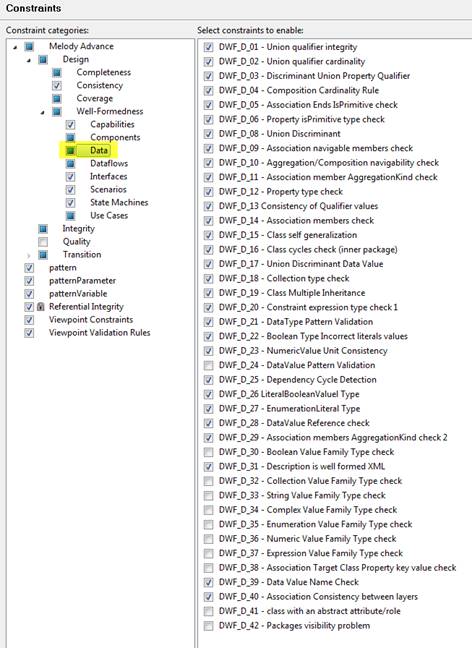 Constraints
Constraint categories:
Melody Advance
Design
Completeness
Consistency
Coverage
Well-Formedness
Capabilities
Components
Data
Dataflows
Interfaces
Scenarios
State Machines
Use Cases
Integrity
Quality
Transition
pattern
patternParameter
patternVariable
Referential Integrity
Viewpoint Constraints
Viewpoint Validation Rules
Select constraints to enable:
DWF_D_01 - Union qualifier integrity
DWF_D_02 - Union qualifier cardinality
DWF_D_03 - Discriminant Union Property Qualifier
DWF_D_04 - Composition Cardinality Rule
DWF_D_05 - Association Ends IsPrimitive check
DWF_D_06 - Property isPrimitive type check
DWF_D_08 - Union Discriminant
DWF_D_09 - Association navigable members check
DWF_D_10 - Aggregation/Composition navigability check
DWF_D_11 - Association member AggregationKind check
DWF_D_12 - Property type check
DWF_D_13 Consistency of Qualifier values
DWF_D_14 - Association members check
DWF_D_15 - Class self generalization
DWF_D_16 - Class cycles check (inner package)
DWF_D_17 - Union Discriminant Data Value
DWF_D_18 - Collection type check
DWF_D_19 - Class Multiple Inheritance
DWF_D_20 - Constraint expression type check 1
DWF_D_21 - DataType Pattern Validation
DWF_D_22 - Boolean Type Incorrect literals values
DWF_D_23 - NumericValue Unit Consistency
DWF_D_24 - DataValue Pattern Validation
DWF_D_25 - Dependency Cycle Detection
DWF_D_26 LiteralBooleanValuel Type
DWF_D_27 - EnumerationLiteral Type
DWF_D_28 - DataValue Reference check
DWF_D_29 - Association members AggregationKind check 2
DWF_D_30 - Boolean Value Family Type check
DWF_D_31 - Description is well formed XML
DWF_D_32 - Collection Value Family Type check
DWF_D_33 - String Value Family Type check
DWF_D_34 - Complex Value Family Type check
DWF_D_35 - Enumeration Value Family Type check
DWF_D_36 - Numeric Value Family Type check
DWF_D_37 - Expression Value Family Type check
DWF_D_38 - Association Target Class Property key value check
DWF_D_39 - Data Value Name Check
DWF_D_40 - Association Consistency between layers
DWF_D_41 - class with an abstract attribute/role
DWF_D_42 - Packages visibility problem